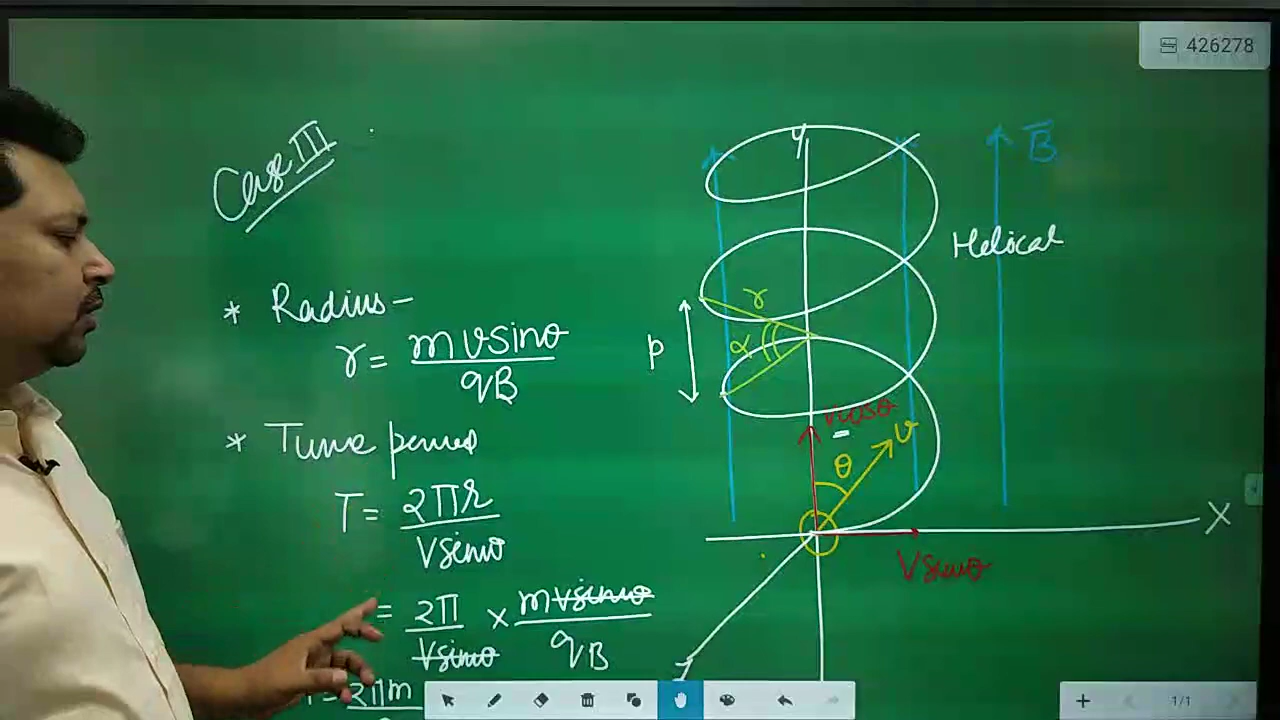 426278
Case III
* Radius-
r = mvsinθ / qB
* Time period
T = 2πr / Vsinθ
= 2π / Vsinθ × mVsinθ / qB
T = 2πm
y
B
Helical
r
α
p
vcosθ
θ
v
X
Vsinθ
1/1